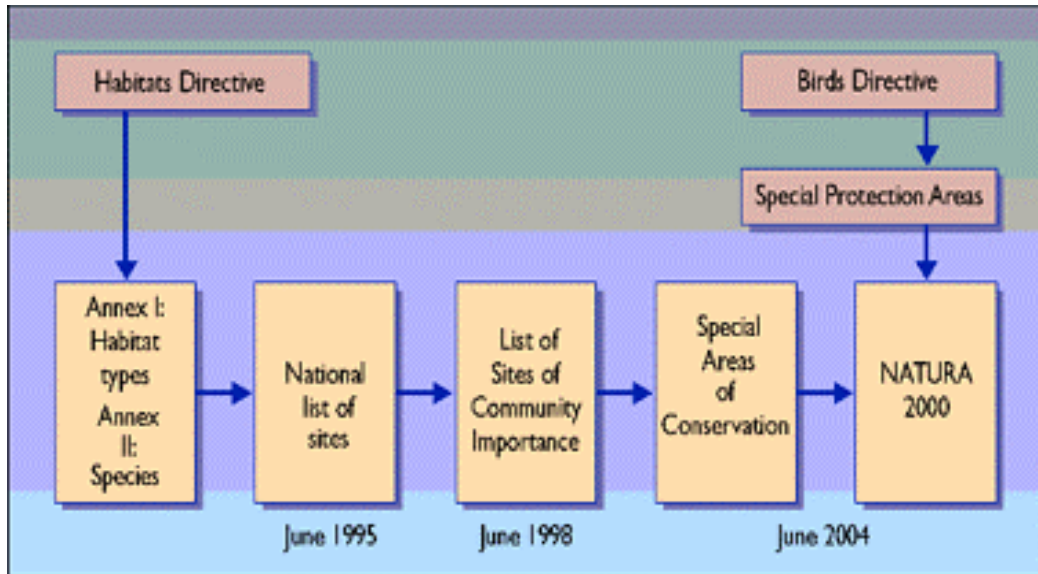 Habitats Directive
Birds Directive
Special Protection Areas
Annex I:
Habitat
types
Annex
II:
Species
National
list of
sites
List of
Sites of
Community
Importance
Special
Areas
of
Conservation
NATURA
2000
June 1995
June 1998
June 2004